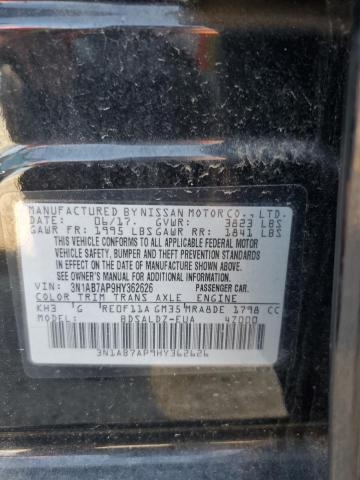 MANUFACTURED BY NISSAN MOTOR CO., LTD.
DATE: 06/17. GVWR: 3823 LBS
GAWR FR: 1995 LBS GAWR RR: 1841 LBS
THIS VEHICLE CONFORMS TO ALL APPLICABLE FEDERAL MOTOR
VEHICLE SAFETY, BUMPER AND THEFT PREVENTION STANDARDS
IN EFFECT ON THE DATE OF MANUFACTURE SHOWN ABOVE.
SEE OWNER'S MANUAL FOR ADDITIONAL INFORMATION.
VIN: 3N1AB7AP9HY362626 PASSENGER CAR.
COLOR TRIM TRANS AXLE ENGINE
KH3 G RE0F11A GM35 MRA8DE 1798 CC
MODEL: BDSALDZ-EUA 4Z000
3N1AB7AP9HY362626